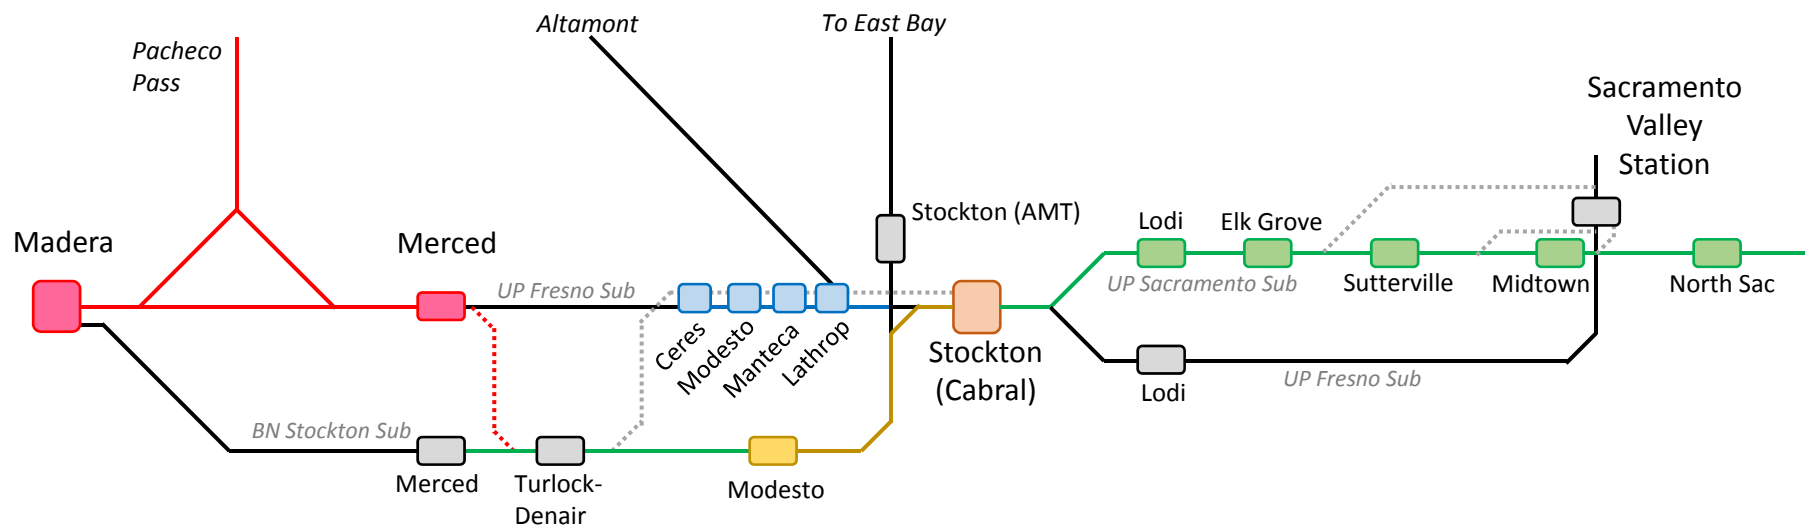 Altamont
To East Bay
Pacheco
Pass
Sacramento
Valley
Station
Stockton (AMT)
Lodi
Elk Grove
Madera
Merced
UP Fresno Sub
UP Sacramento Sub
Sutterville
Midtown
North Sac
Ceres
Modesto
Manteca
Lathrop
Stockton
(Cabral)
Lodi
UP Fresno Sub
BN Stockton Sub
Merced
Turlock-
Denair
Modesto